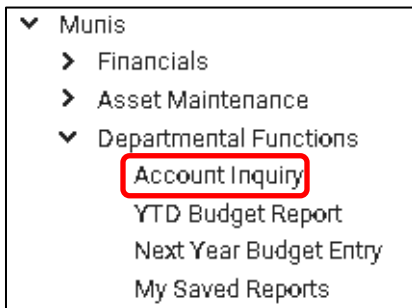 Munis
Financials
Asset Maintenance
Departmental Functions
Account Inquiry
YTD Budget Report
Next Year Budget Entry
My Saved Reports